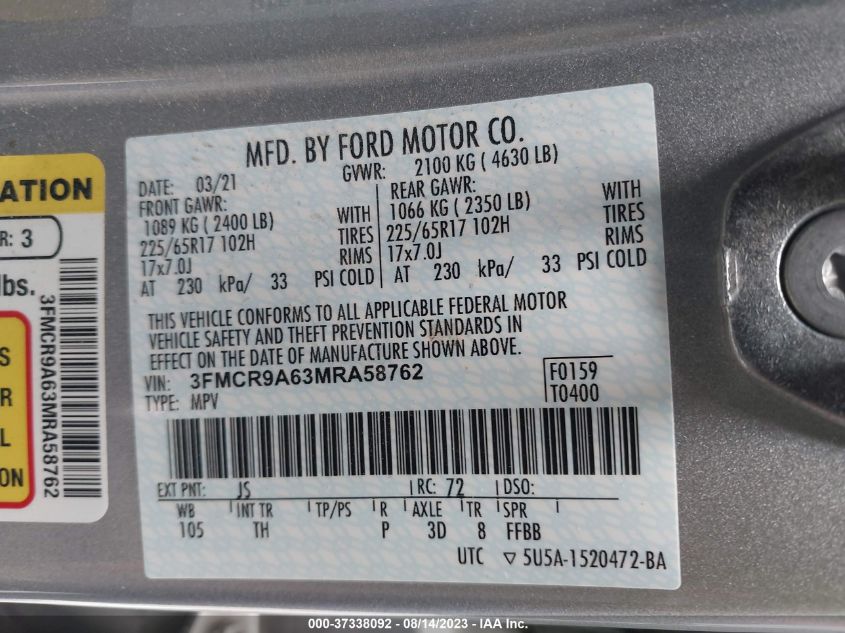 MFD. BY FORD MOTOR CO.
DATE: 03/21 GVWR: 2100 KG ( 4630 LB)
FRONT GAWR: REAR GAWR:
1089 KG ( 2400 LB) WITH 1066 KG ( 2350 LB) WITH
225/65R17 102H TIRES 225/65R17 102H TIRES
17x7.0J RIMS 17x7.0J RIMS
AT 230 kPa/ 33 PSI COLD AT 230 kPa/ 33 PSI COLD
THIS VEHICLE CONFORMS TO ALL APPLICABLE FEDERAL MOTOR
VEHICLE SAFETY AND THEFT PREVENTION STANDARDS IN
EFFECT ON THE DATE OF MANUFACTURE SHOWN ABOVE.
VIN: 3FMCR9A63MRA58762 F0159
TYPE: MPV T0400
EXT PNT: JS RC: 72 DSO:
WB INT TR TP/PS R AXLE TR SPR
105 TH P 3D 8 FFBB
UTC ▽ 5U5A-1520472-BA
ATION
R: 3
lbs.
3FMCR9A63MRA58762
S
R
L
ON
000-37338092 - 08/14/2023 - IAA Inc.